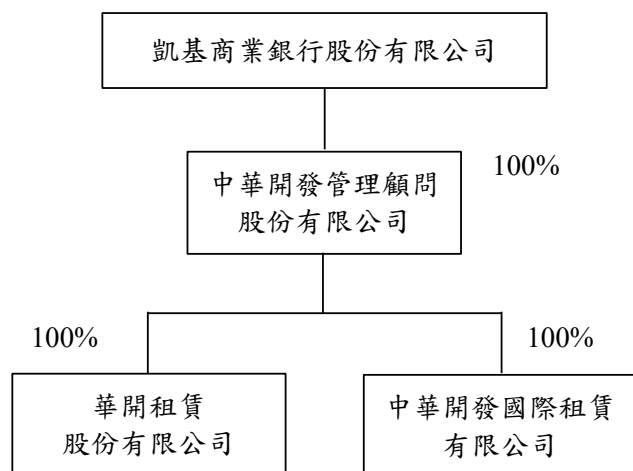 凱基商業銀行股份有限公司
中華開發管理顧問
股份有限公司
100%
100%
100%
華開租賃
股份有限公司
中華開發國際租賃
有限公司